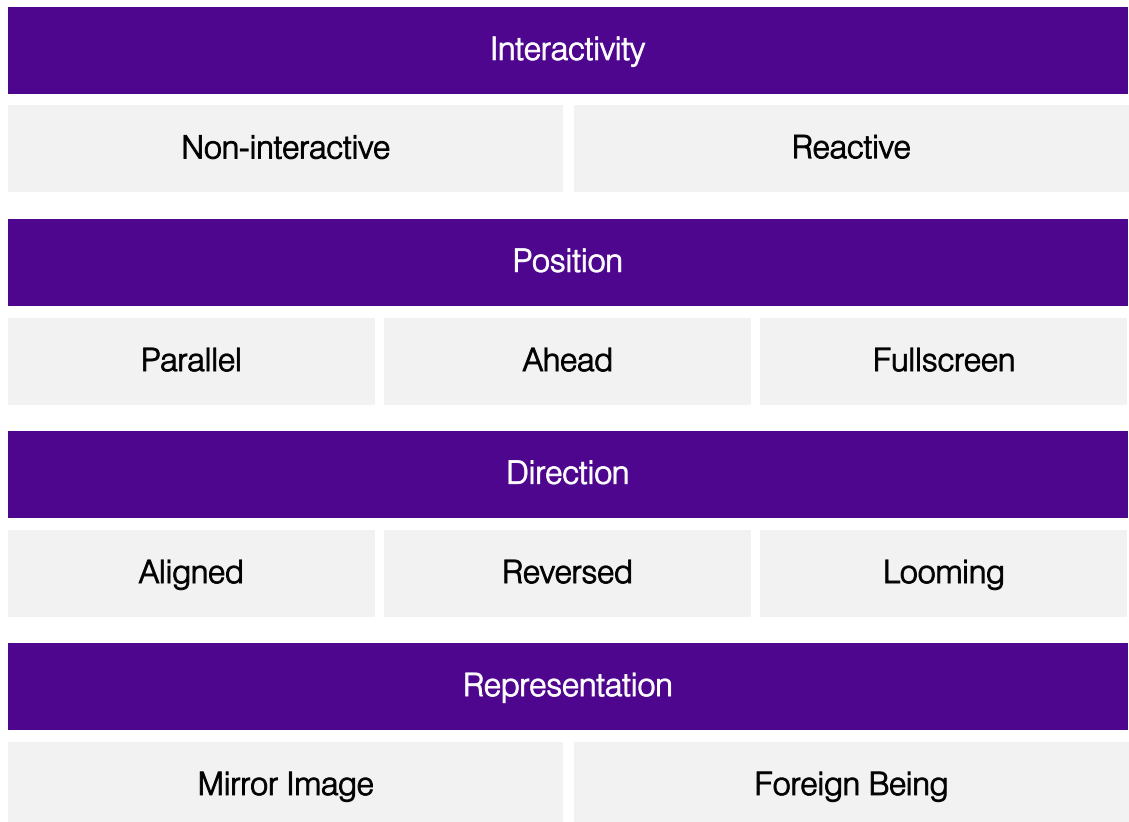 Interactivity
Non-interactive Reactive
Position
Parallel Ahead Fullscreen
Direction
Aligned Reversed Looming
Representation
Mirror Image Foreign Being